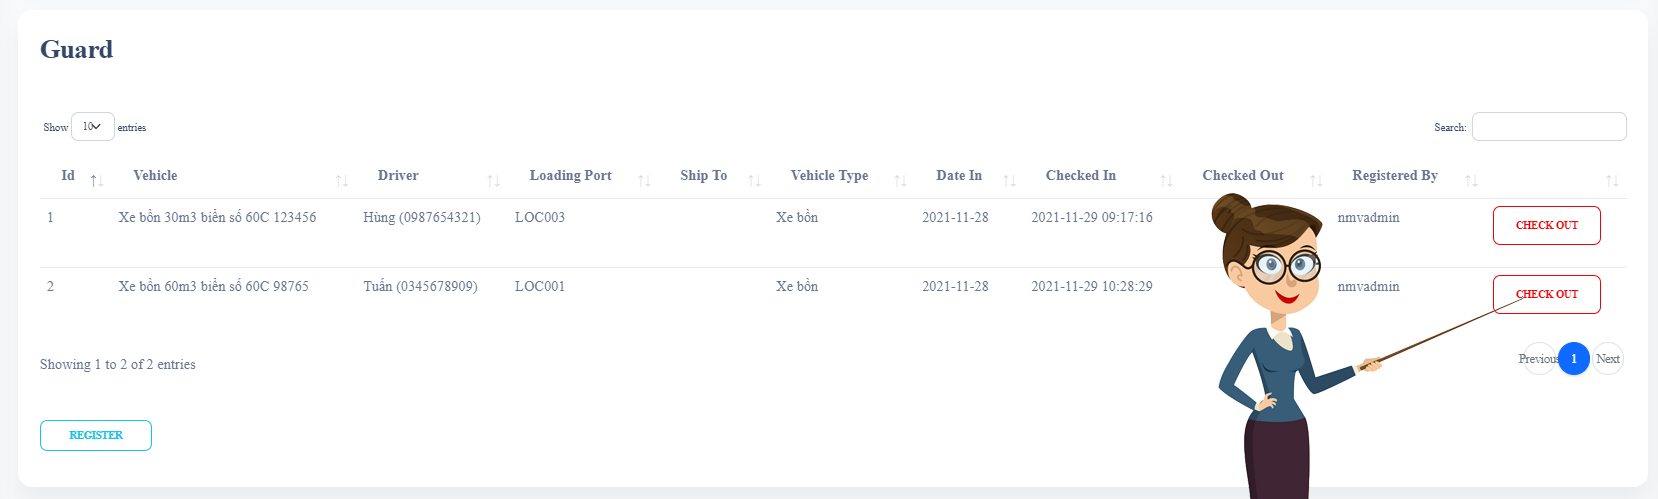 Guard
Show 10 entries
Search:
Id Vehicle Driver Loading Port Ship To Vehicle Type Date In Checked In Checked Out Registered By
1 Xe bồn 30m3 biển số 60C 123456 Hùng (0987654321) LOC003 Xe bồn 2021-11-28 2021-11-29 09:17:16 nmvadmin CHECK OUT
2 Xe bồn 60m3 biển số 60C 98765 Tuấn (0345678909) LOC001 Xe bồn 2021-11-28 2021-11-29 10:28:29 nmvadmin CHECK OUT
Showing 1 to 2 of 2 entries
Previous 1 Next
REGISTER